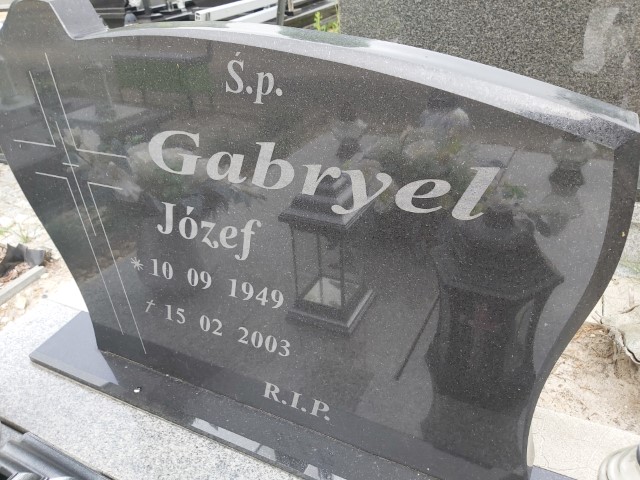 Ś.p.
Gabryel
Józef
* 10 09 1949
† 15 02 2003
R.I.P.